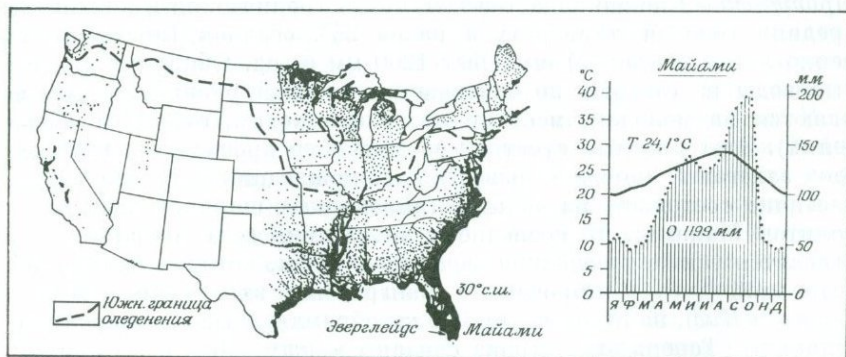 Южн. граница
оледенения
Эверглейдс
Майами
30° с.ш.
Майами
°C
мм
40
35
30
25
20
15
10
5
0
200
150
100
50
0
T 24,1°C
О 1199 мм
Я Ф М А М И И А С О Н Д